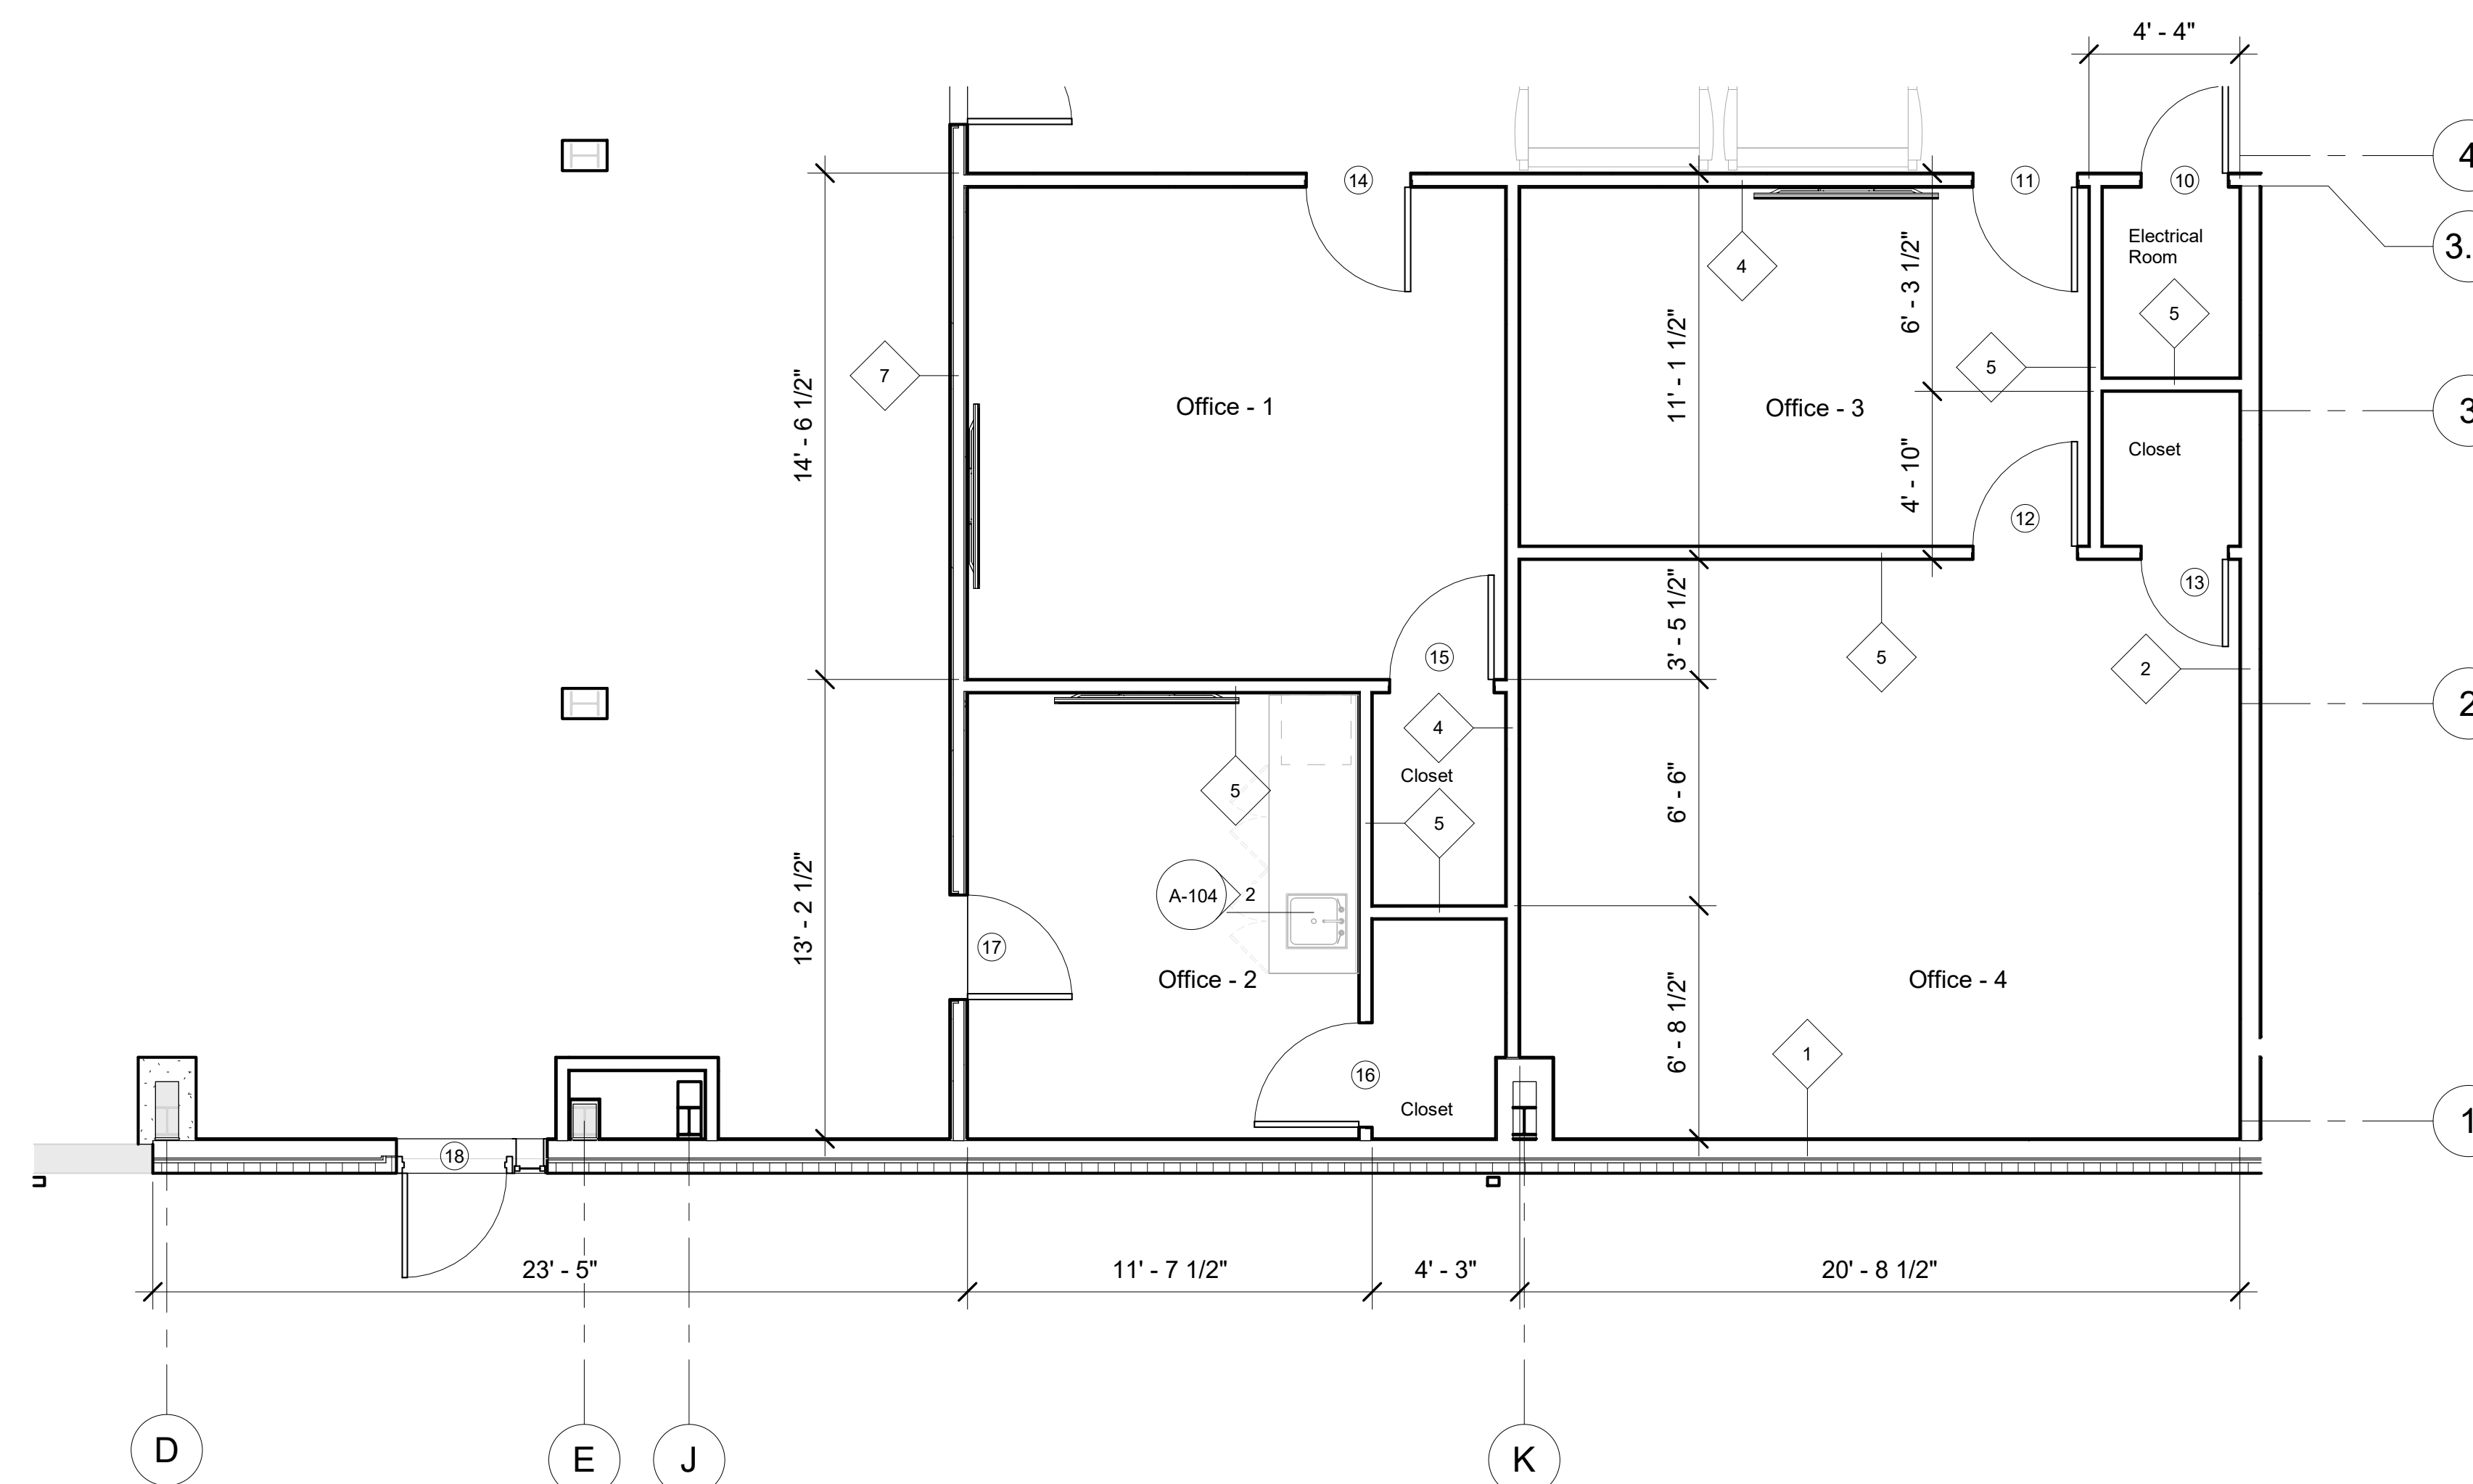 4' - 4"
4
14
11
10
3.
Electrical
Room
4
6' - 3 1/2"
5
11' - 1 1/2"
5
7
14' - 6 1/2"
Office - 1
Office - 3
3
Closet
4' - 10"
12
13
3' - 5 1/2"
15
5
2
2
4
Closet
5
6' - 6"
5
A-104
2
13' - 2 1/2"
17
Office - 2
Office - 4
6' - 8 1/2"
1
16
Closet
1
18
23' - 5"
11' - 7 1/2"
4' - 3"
20' - 8 1/2"
D
E
J
K